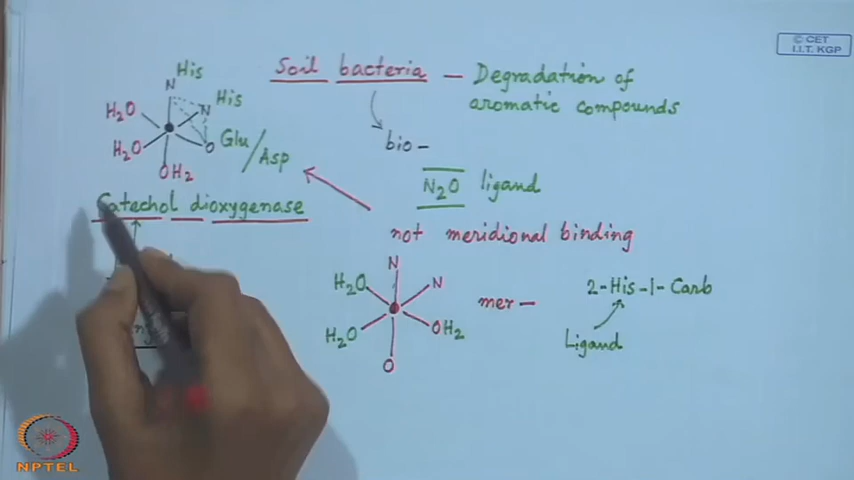 © CET
I.I.T. KGP
Soil bacteria — Degradation of
aromatic compounds
bio-
N2O ligand
not meridional binding
His
N
His
N
H2O
H2O
Glu/Asp
O
OH2
Catechol dioxygenase
N
H2O
N
mer-
H2O
OH2
O
2-His-1-Carb
Ligand
NPTEL